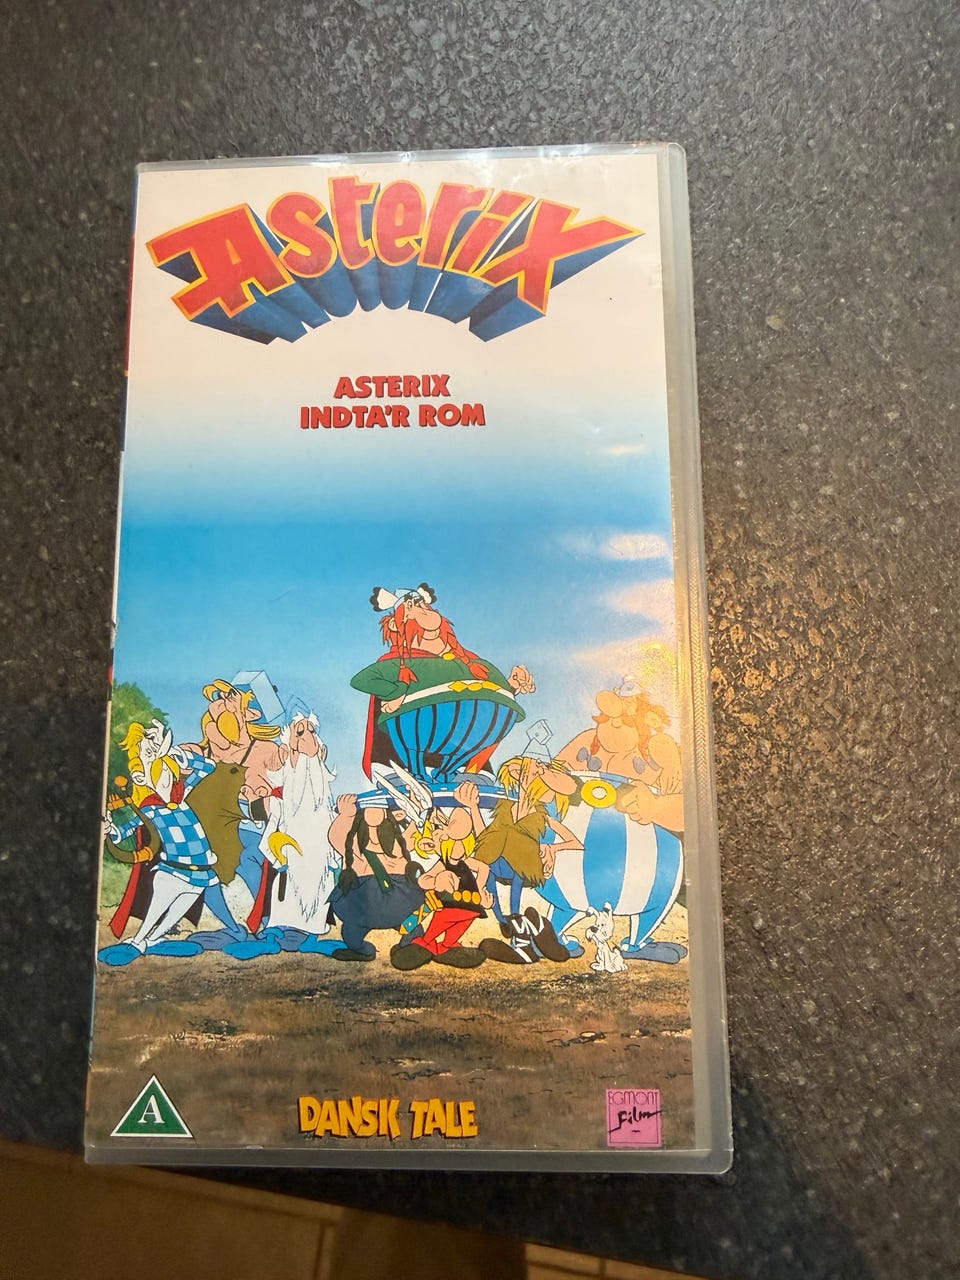 Asterix
ASTERIX
INDTA'R ROM
A
DANSK TALE
EGMONT
Film